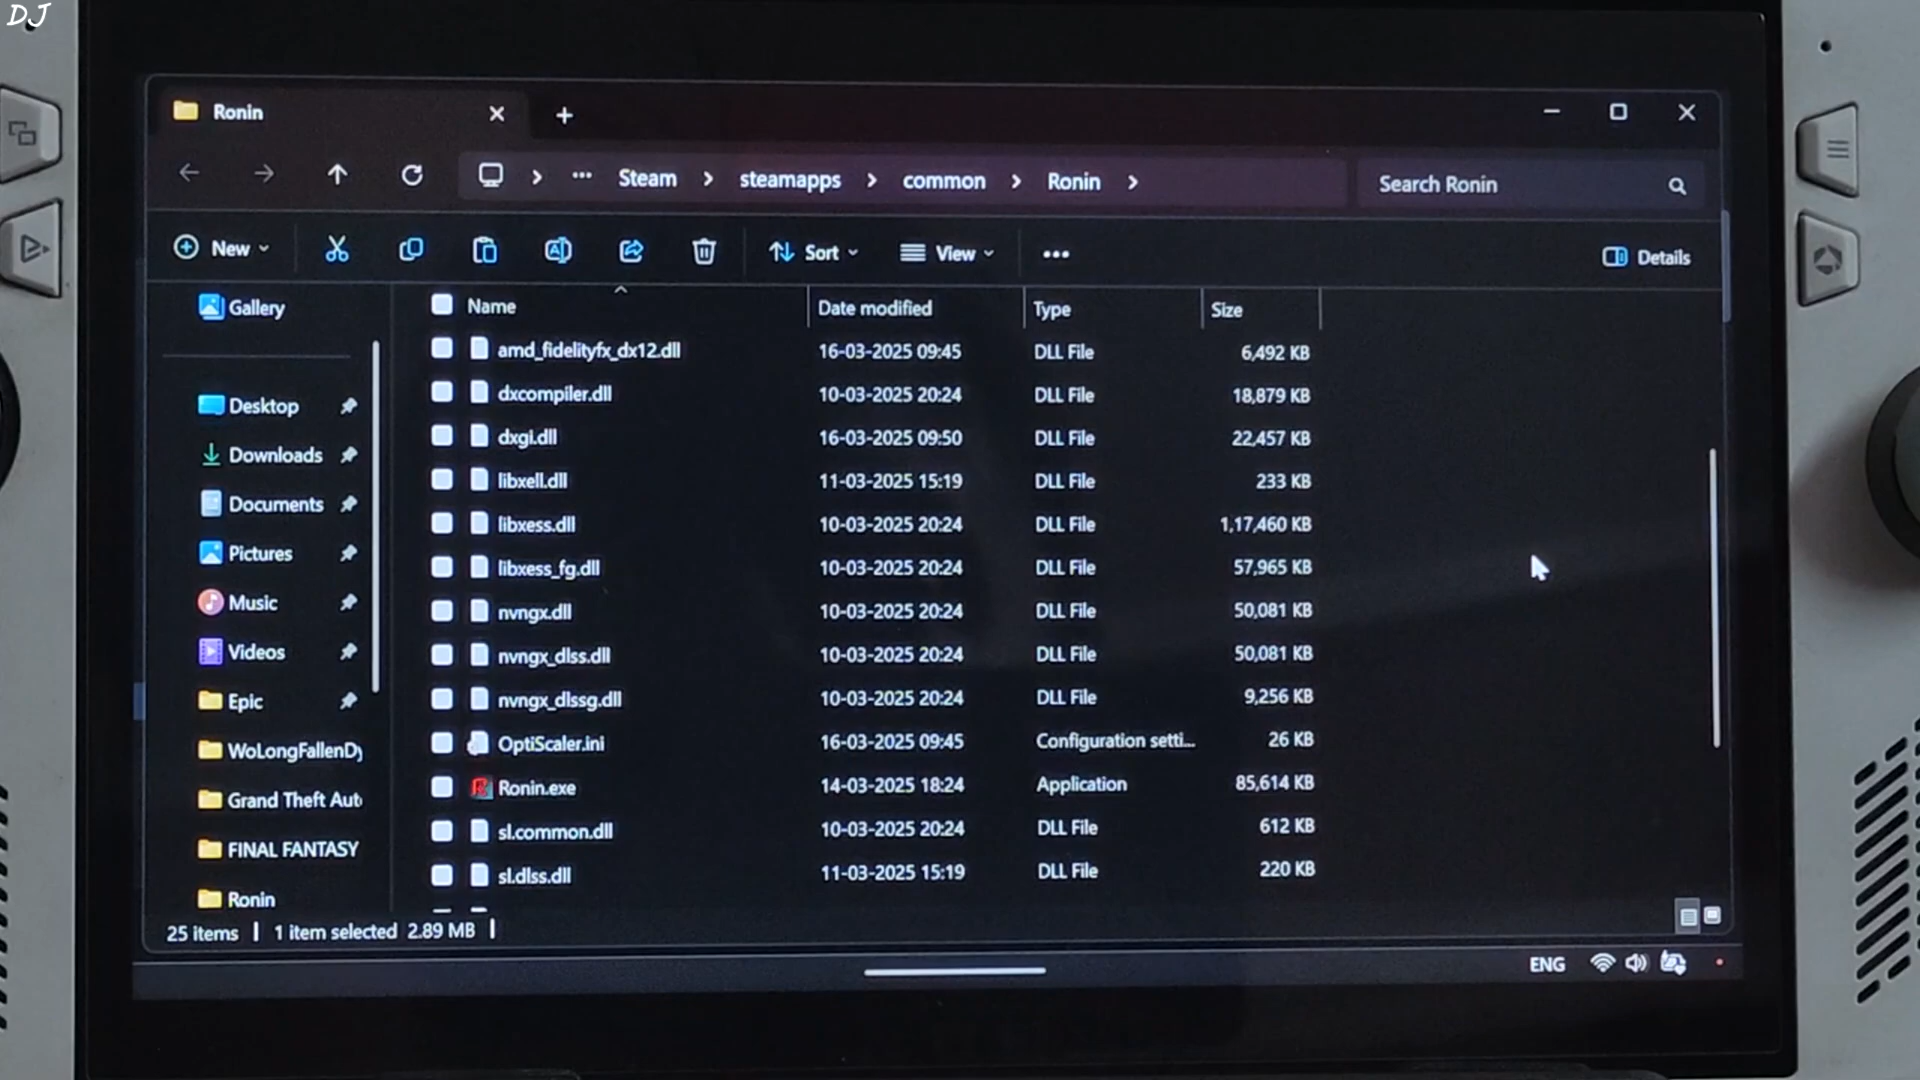 DJ
Ronin
Steam > steamapps > common > Ronin >
Search Ronin
New
Sort
View
Details
Gallery
Desktop
Downloads
Documents
Pictures
Music
Videos
Epic
WoLongFallenDy
Grand Theft Aut
FINAL FANTASY
Ronin
Name Date modified Type Size
amd_fidelityfx_dx12.dll 16-03-2025 09:45 DLL File 6,492 KB
dxcompiler.dll 10-03-2025 20:24 DLL File 18,879 KB
dxgi.dll 16-03-2025 09:50 DLL File 22,457 KB
libxell.dll 11-03-2025 15:19 DLL File 233 KB
libxess.dll 10-03-2025 20:24 DLL File 1,17,460 KB
libxess_fg.dll 10-03-2025 20:24 DLL File 57,965 KB
nvngx.dll 10-03-2025 20:24 DLL File 50,081 KB
nvngx_dlss.dll 10-03-2025 20:24 DLL File 50,081 KB
nvngx_dlssg.dll 10-03-2025 20:24 DLL File 9,256 KB
OptiScaler.ini 16-03-2025 09:45 Configuration setti... 26 KB
Ronin.exe 14-03-2025 18:24 Application 85,614 KB
sl.common.dll 10-03-2025 20:24 DLL File 612 KB
sl.dlss.dll 11-03-2025 15:19 DLL File 220 KB
25 items | 1 item selected 2.89 MB |
ENG